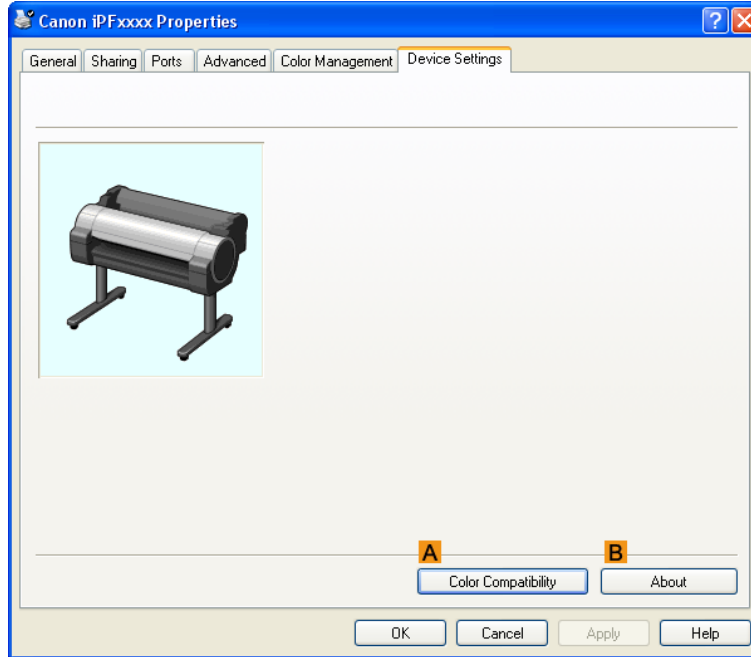 Canon iPFxxxx Properties
General Sharing Ports Advanced Color Management Device Settings
A B
Color Compatibility About
OK Cancel Apply Help